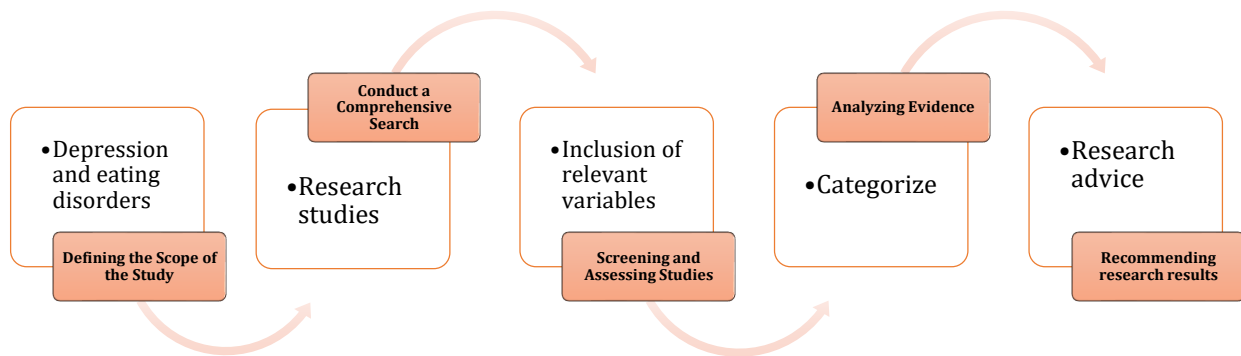 •Depression
and eating
disorders
Defining the Scope of
the Study
Conduct a
Comprehensive
Search
•Research
studies
•Inclusion of
relevant
variables
Screening and
Assessing Studies
Analyzing Evidence
•Categorize
•Research
advice
Recommending
research results